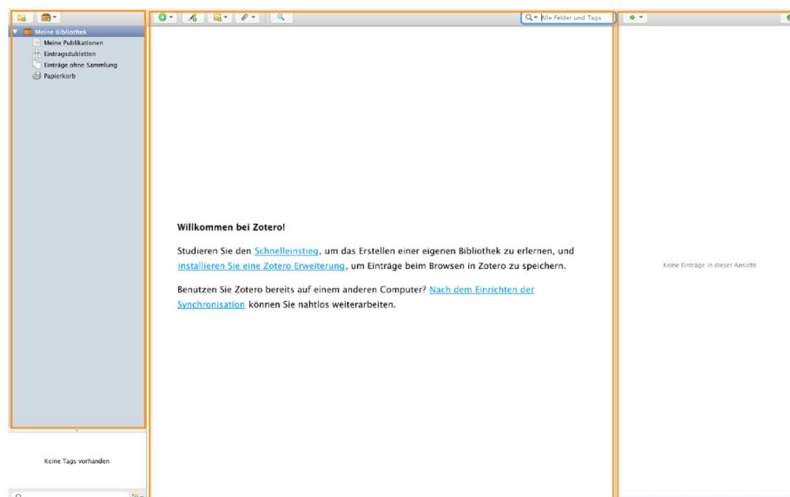 Alle Felder und Tags
Meine Bibliothek
Meine Publikationen
Eintragsdubletten
Einträge ohne Sammlung
Papierkorb
Keine Tags vorhanden
Willkommen bei Zotero!
Studieren Sie den Schnelleinstieg, um das Erstellen einer eigenen Bibliothek zu erlernen, und
installieren Sie eine Zotero Erweiterung, um Einträge beim Browsen in Zotero zu speichern.
Benutzen Sie Zotero bereits auf einem anderen Computer? Nach dem Einrichten der
Synchronisation können Sie nahtlos weiterarbeiten.
Keine Einträge in dieser Ansicht